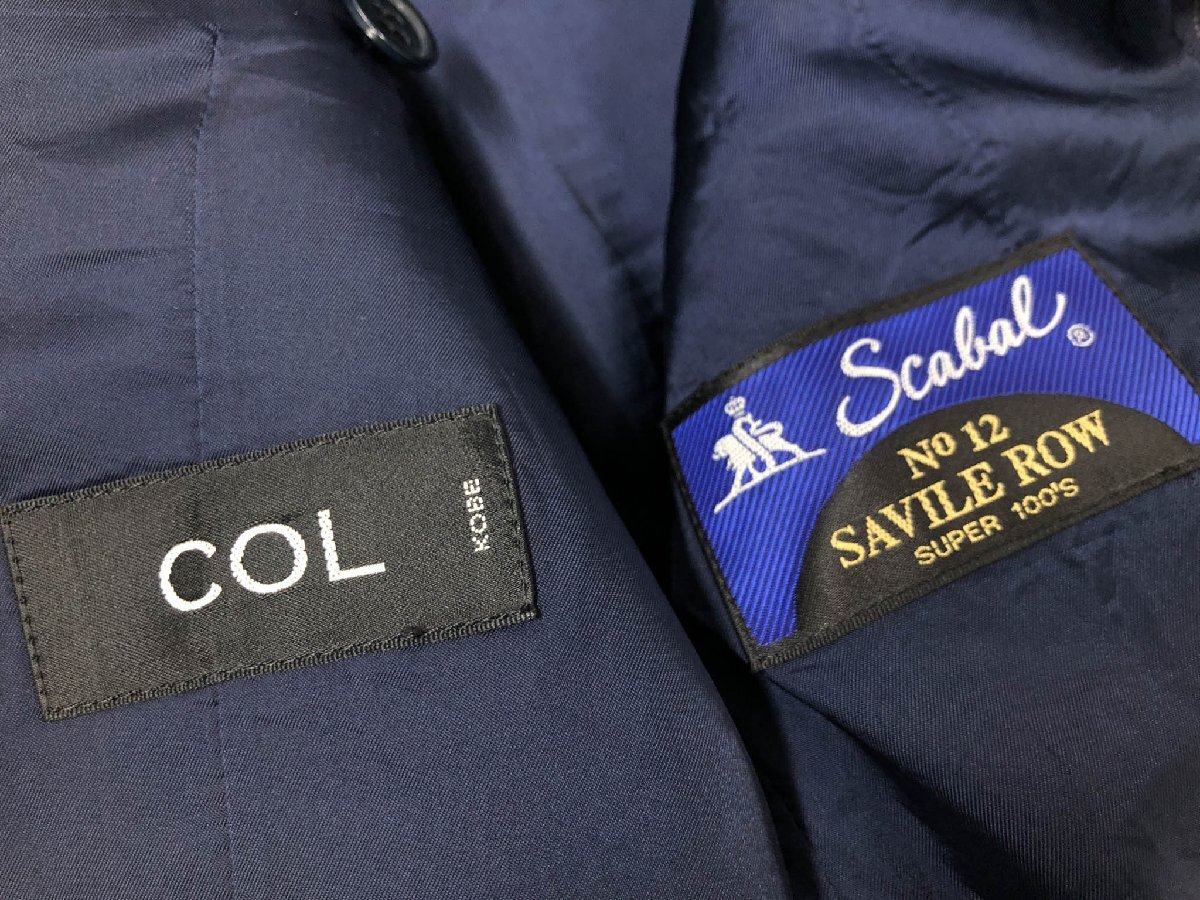 COL
KOBE
Scabal ®
No 12
SAVILE ROW
SUPER 100'S